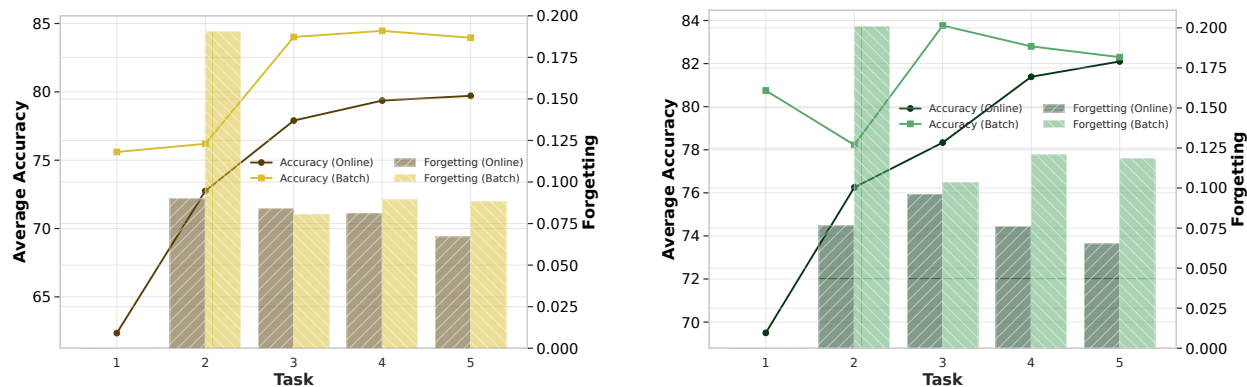 85
80
75
70
65
Average Accuracy
0.200
0.175
0.150
0.125
0.100
0.075
0.050
0.025
0.000
Forgetting
Accuracy (Online)
Accuracy (Batch)
Forgetting (Online)
Forgetting (Batch)
1 2 3 4 5
Task
84
82
80
78
76
74
72
70
Average Accuracy
0.200
0.175
0.150
0.125
0.100
0.075
0.050
0.025
0.000
Forgetting
Accuracy (Online)
Accuracy (Batch)
Forgetting (Online)
Forgetting (Batch)
1 2 3 4 5
Task